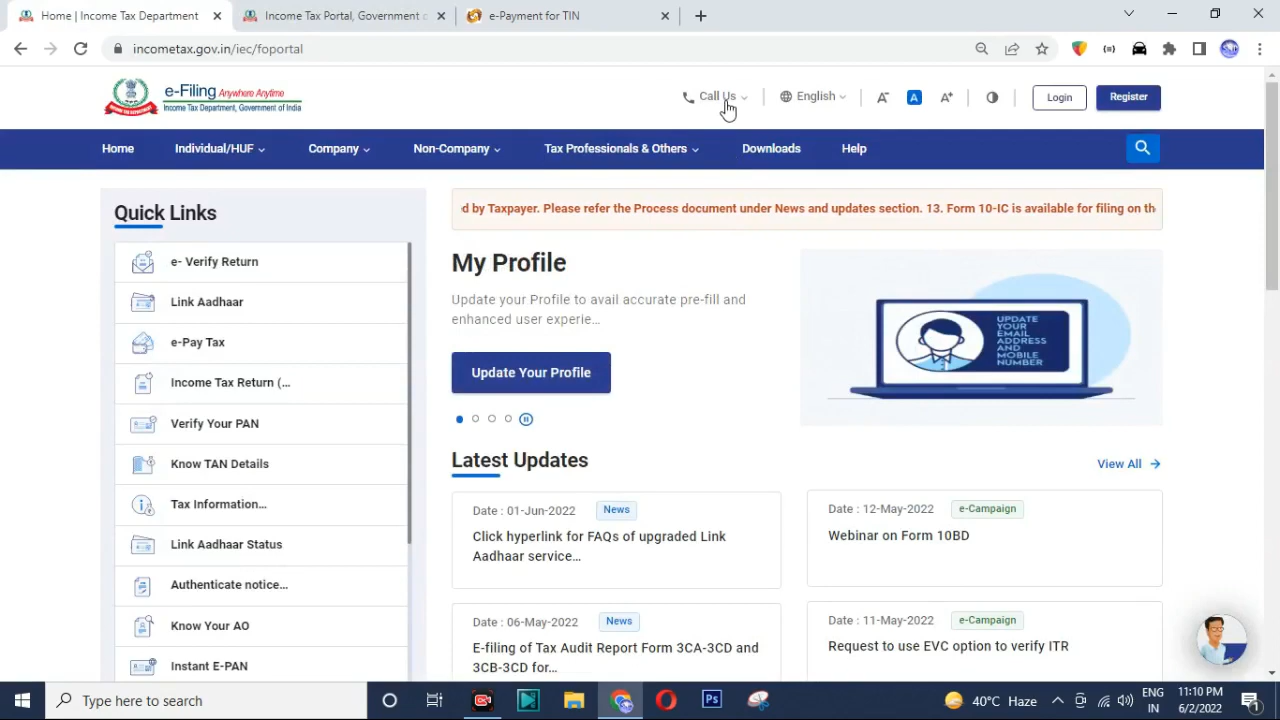 Home | Income Tax Department
Income Tax Portal, Government o
e-Payment for TIN
incometax.gov.in/iec/foportal
e-Filing Anywhere Anytime
Income Tax Department, Government of India
Call Us
English
A-
A
A+
Login
Register
Home
Individual/HUF
Company
Non-Company
Tax Professionals & Others
Downloads
Help
Quick Links
e- Verify Return
Link Aadhaar
e-Pay Tax
Income Tax Return (...
Verify Your PAN
Know TAN Details
Tax Information...
Link Aadhaar Status
Authenticate notice...
Know Your AO
Instant E-PAN
d by Taxpayer. Please refer the Process document under News and updates section. 13. Form 10-IC is available for filing on the
My Profile
Update your Profile to avail accurate pre-fill and
enhanced user experie...
Update Your Profile
UPDATE
YOUR
EMAIL
ADDRESS
AND
MOBILE
NUMBER
Latest Updates
View All
Date : 01-Jun-2022 News
Click hyperlink for FAQs of upgraded Link
Aadhaar service...
Date : 12-May-2022 e-Campaign
Webinar on Form 10BD
Date : 06-May-2022 News
E-filing of Tax Audit Report Form 3CA-3CD and
3CB-3CD for...
Date : 11-May-2022 e-Campaign
Request to use EVC option to verify ITR
Type here to search
Ps
40°C Haze
ENG
IN
11:10 PM
6/2/2022
1